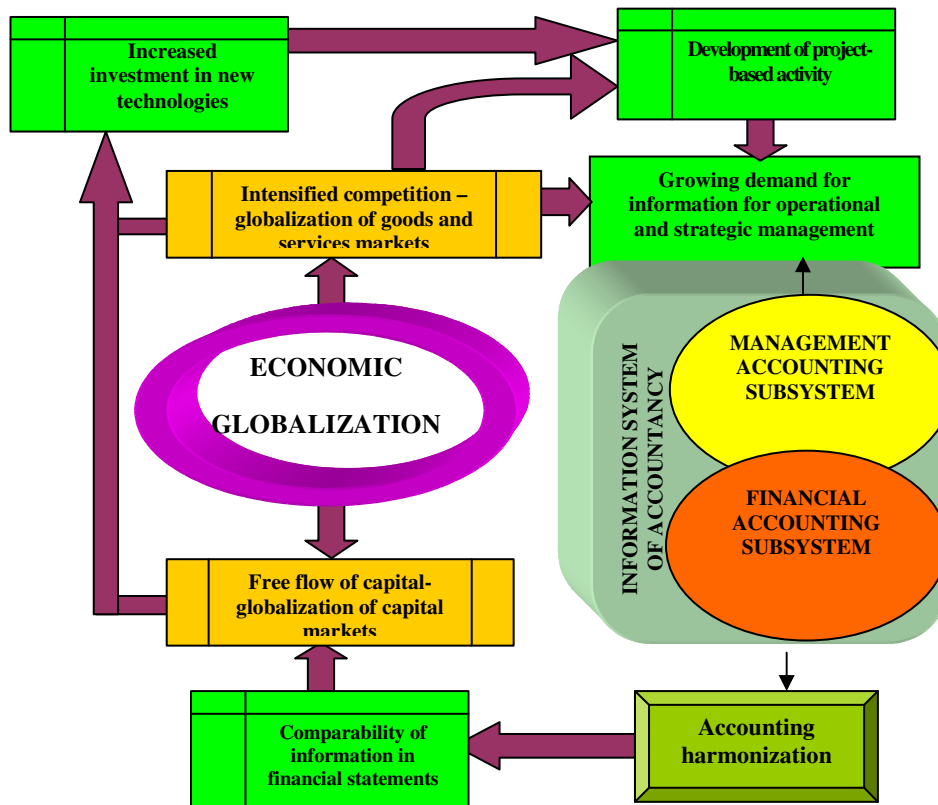 Increased
investment in new
technologies
Development of project-
based activity
Intensified competition –
globalization of goods and
services markets
Growing demand for
information for operational
and strategic management
ECONOMIC
GLOBALIZATION
INFORMATION SYSTEM
OF ACCOUNTANCY
MANAGEMENT
ACCOUNTING
SUBSYSTEM
FINANCIAL
ACCOUNTING
SUBSYSTEM
Free flow of capital-
globalization of capital
markets
Comparability of
information in
financial statements
Accounting
harmonization